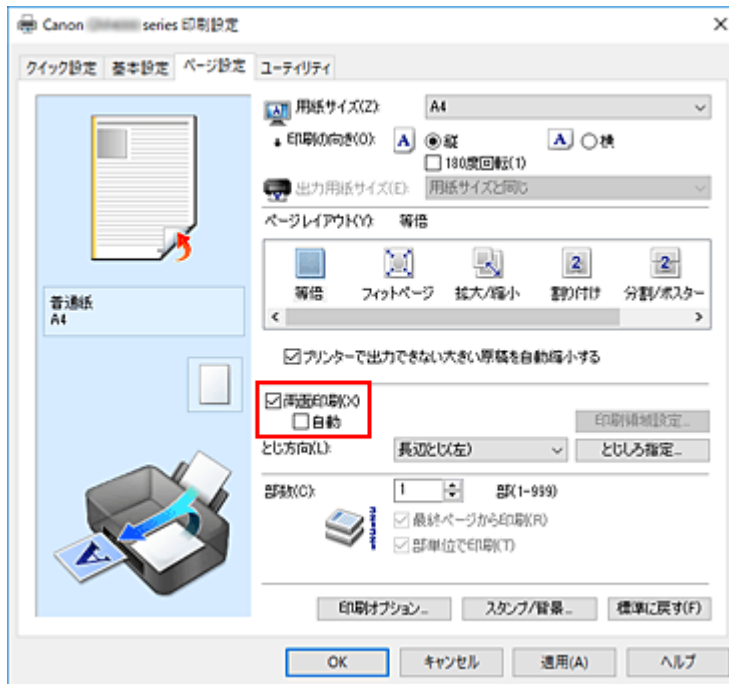 Canon series 印刷設定
クイック設定 基本設定 ページ設定 ユーティリティ
用紙サイズ(Z): A4
印刷の向き(O): A 縦 A 横
180度回転(1)
出力用紙サイズ(E): 用紙サイズと同じ
ページレイアウト(Y): 等倍
等倍 フィットページ 拡大/縮小 割り付け 分割/ポスター
普通紙
A4
プリンターで出力できない大きい原稿を自動縮小する
両面印刷(X)
自動
印刷領域設定...
とじ方向(L): 長辺とじ(左) とじしろ指定...
部数(C): 1 部(1-999)
最終ページから印刷(R)
部単位で印刷(T)
印刷オプション... スタンプ/背景... 標準に戻す(F)
OK キャンセル 適用(A) ヘルプ